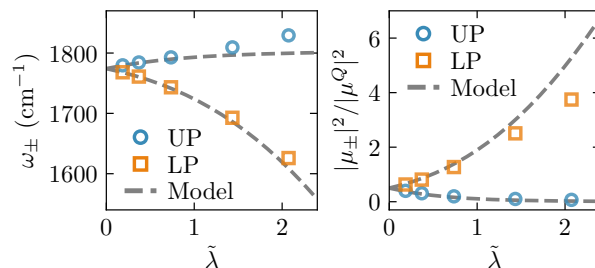 ω± (cm⁻¹)
1800
1700
1600
UP
LP
Model
0
1
2
λ̃
|μ±|²/|μ^Q|²
6
4
2
0
UP
LP
Model
0
1
2
λ̃